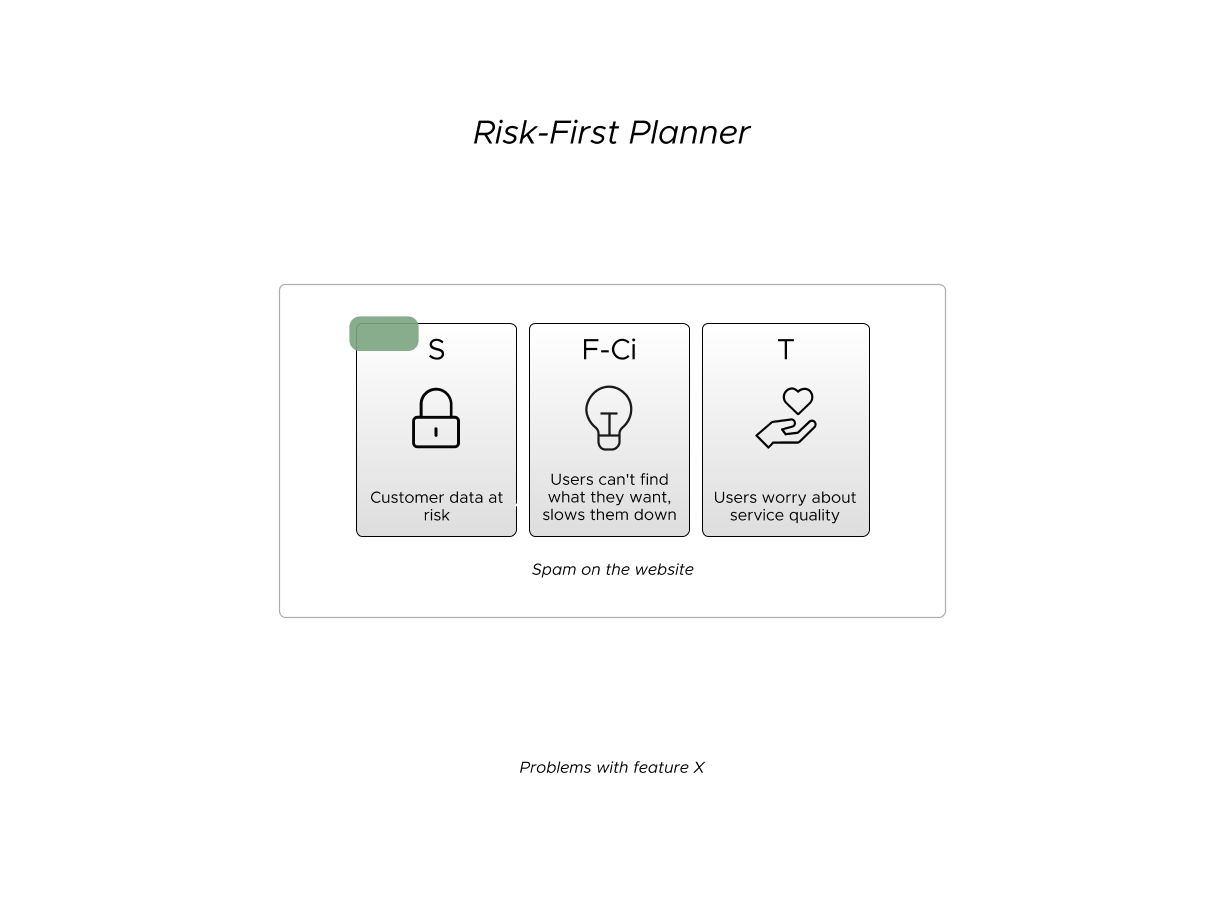 Risk-First Planner
S
F-Ci
T
Customer data at
risk
Users can't find
what they want,
slows them down
Users worry about
service quality
Spam on the website
Problems with feature X